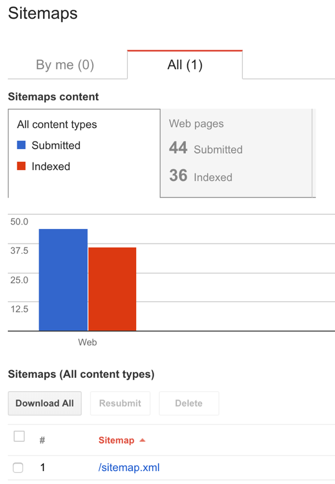 Sitemaps
By me (0)
All (1)
Sitemaps content
All content types
Submitted
Indexed
Web pages
44 Submitted
36 Indexed
50.0
37.5
25.0
12.5
Web
Sitemaps (All content types)
Download All
Resubmit
Delete
# Sitemap
1 /sitemap.xml